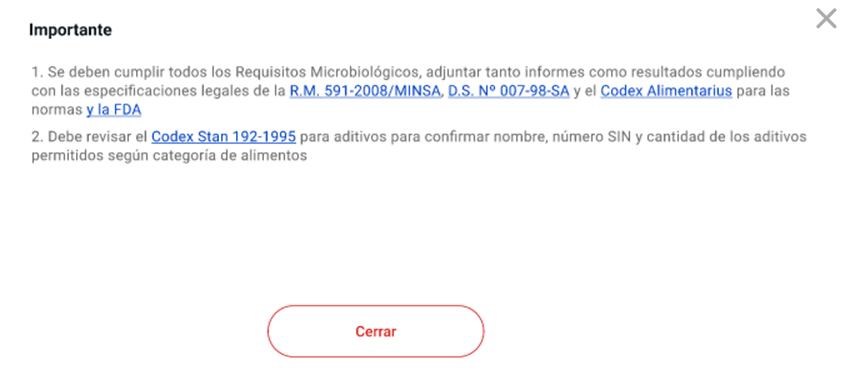 Importante
1. Se deben cumplir todos los Requisitos Microbiológicos, adjuntar tanto informes como resultados cumpliendo
con las especificaciones legales de la R.M. 591-2008/MINSA, D.S. Nº 007-98-SA y el Codex Alimentarius para las
normas y la FDA
2. Debe revisar el Codex Stan 192-1995 para aditivos para confirmar nombre, número SIN y cantidad de los aditivos
permitidos según categoría de alimentos
Cerrar